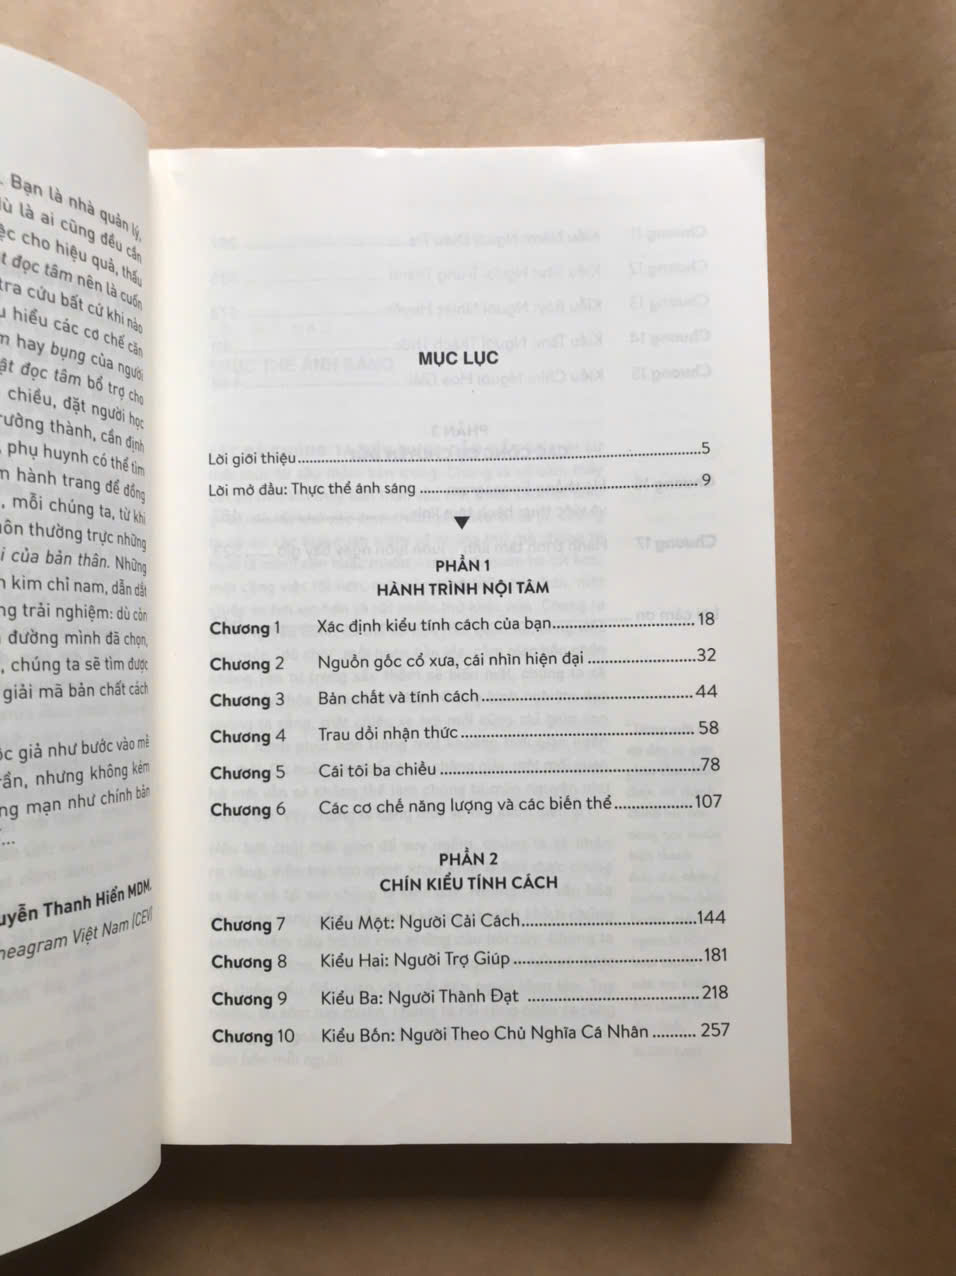 . Bạn là nhà quản lý,
dù là ai cũng đều cần
cho hiệu quả, thấu
đọc tâm nên là cuốn
tra cứu bất cứ khi nào
hiểu các cơ chế căn
hay bụng của người
đọc tâm bổ trợ cho
chiều, đặt người học
trưởng thành, cần định
, phụ huynh có thể tìm
hành trang để đồng
, mỗi chúng ta, từ khi
thường trực những
của bản thân. Những
kim chỉ nam, dẫn dắt
trải nghiệm: dù còn
đường mình đã chọn,
, chúng ta sẽ tìm được
giải mã bản chất cách
giả như bước vào mê
trần, nhưng không kém
mạn như chính bản
...
Nguyễn Thanh Hiển MDM,
Enneagram Việt Nam (CEV)
MỤC LỤC
Lời giới thiệu....5
Lời mở đầu: Thực thể ánh sáng ....9
PHẦN 1
HÀNH TRÌNH NỘI TÂM
Chương 1 Xác định kiểu tính cách của bạn....18
Chương 2 Nguồn gốc cổ xưa, cái nhìn hiện đại ....32
Chương 3 Bản chất và tính cách....44
Chương 4 Trau dồi nhận thức....58
Chương 5 Cái tôi ba chiều ....78
Chương 6 Các cơ chế năng lượng và các biến thể....107
PHẦN 2
CHÍN KIỂU TÍNH CÁCH
Chương 7 Kiểu Một: Người Cải Cách....144
Chương 8 Kiểu Hai: Người Trợ Giúp....181
Chương 9 Kiểu Ba: Người Thành Đạt ....218
Chương 10 Kiểu Bốn: Người Theo Chủ Nghĩa Cá Nhân ....257